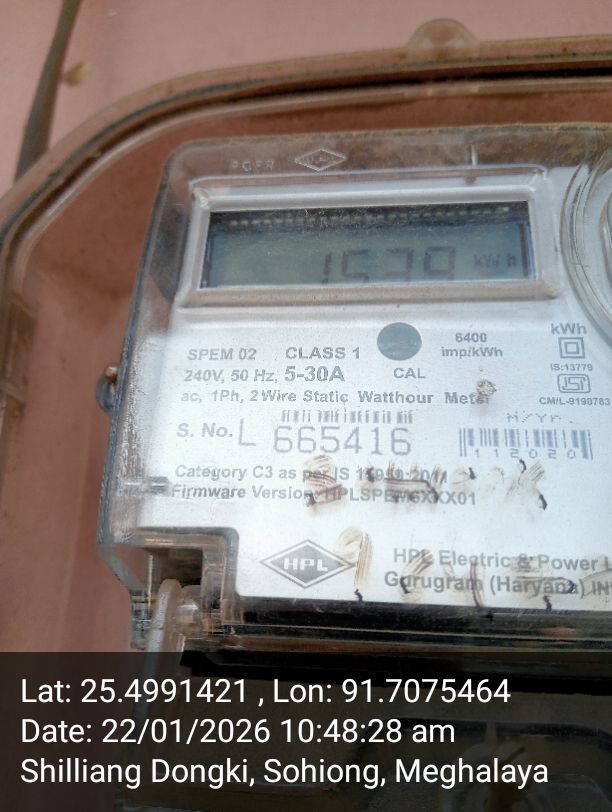 1539 kWh
SPEM 02 CLASS 1
6400 imp/kWh
kWh
240V, 50 Hz, 5-30A
CAL
IS:13779
ac, 1Ph, 2 Wire Static Watthour Meter
CM/L-9190783
M/Yr.
S. No. L 665416
112020
Category C3 as per IS
Firmware Version:
HPL
HPL Electric & Power
Gurugram (Haryana)
Lat: 25.4991421 , Lon: 91.7075464
Date: 22/01/2026 10:48:28 am
Shilliang Dongki, Sohiong, Meghalaya